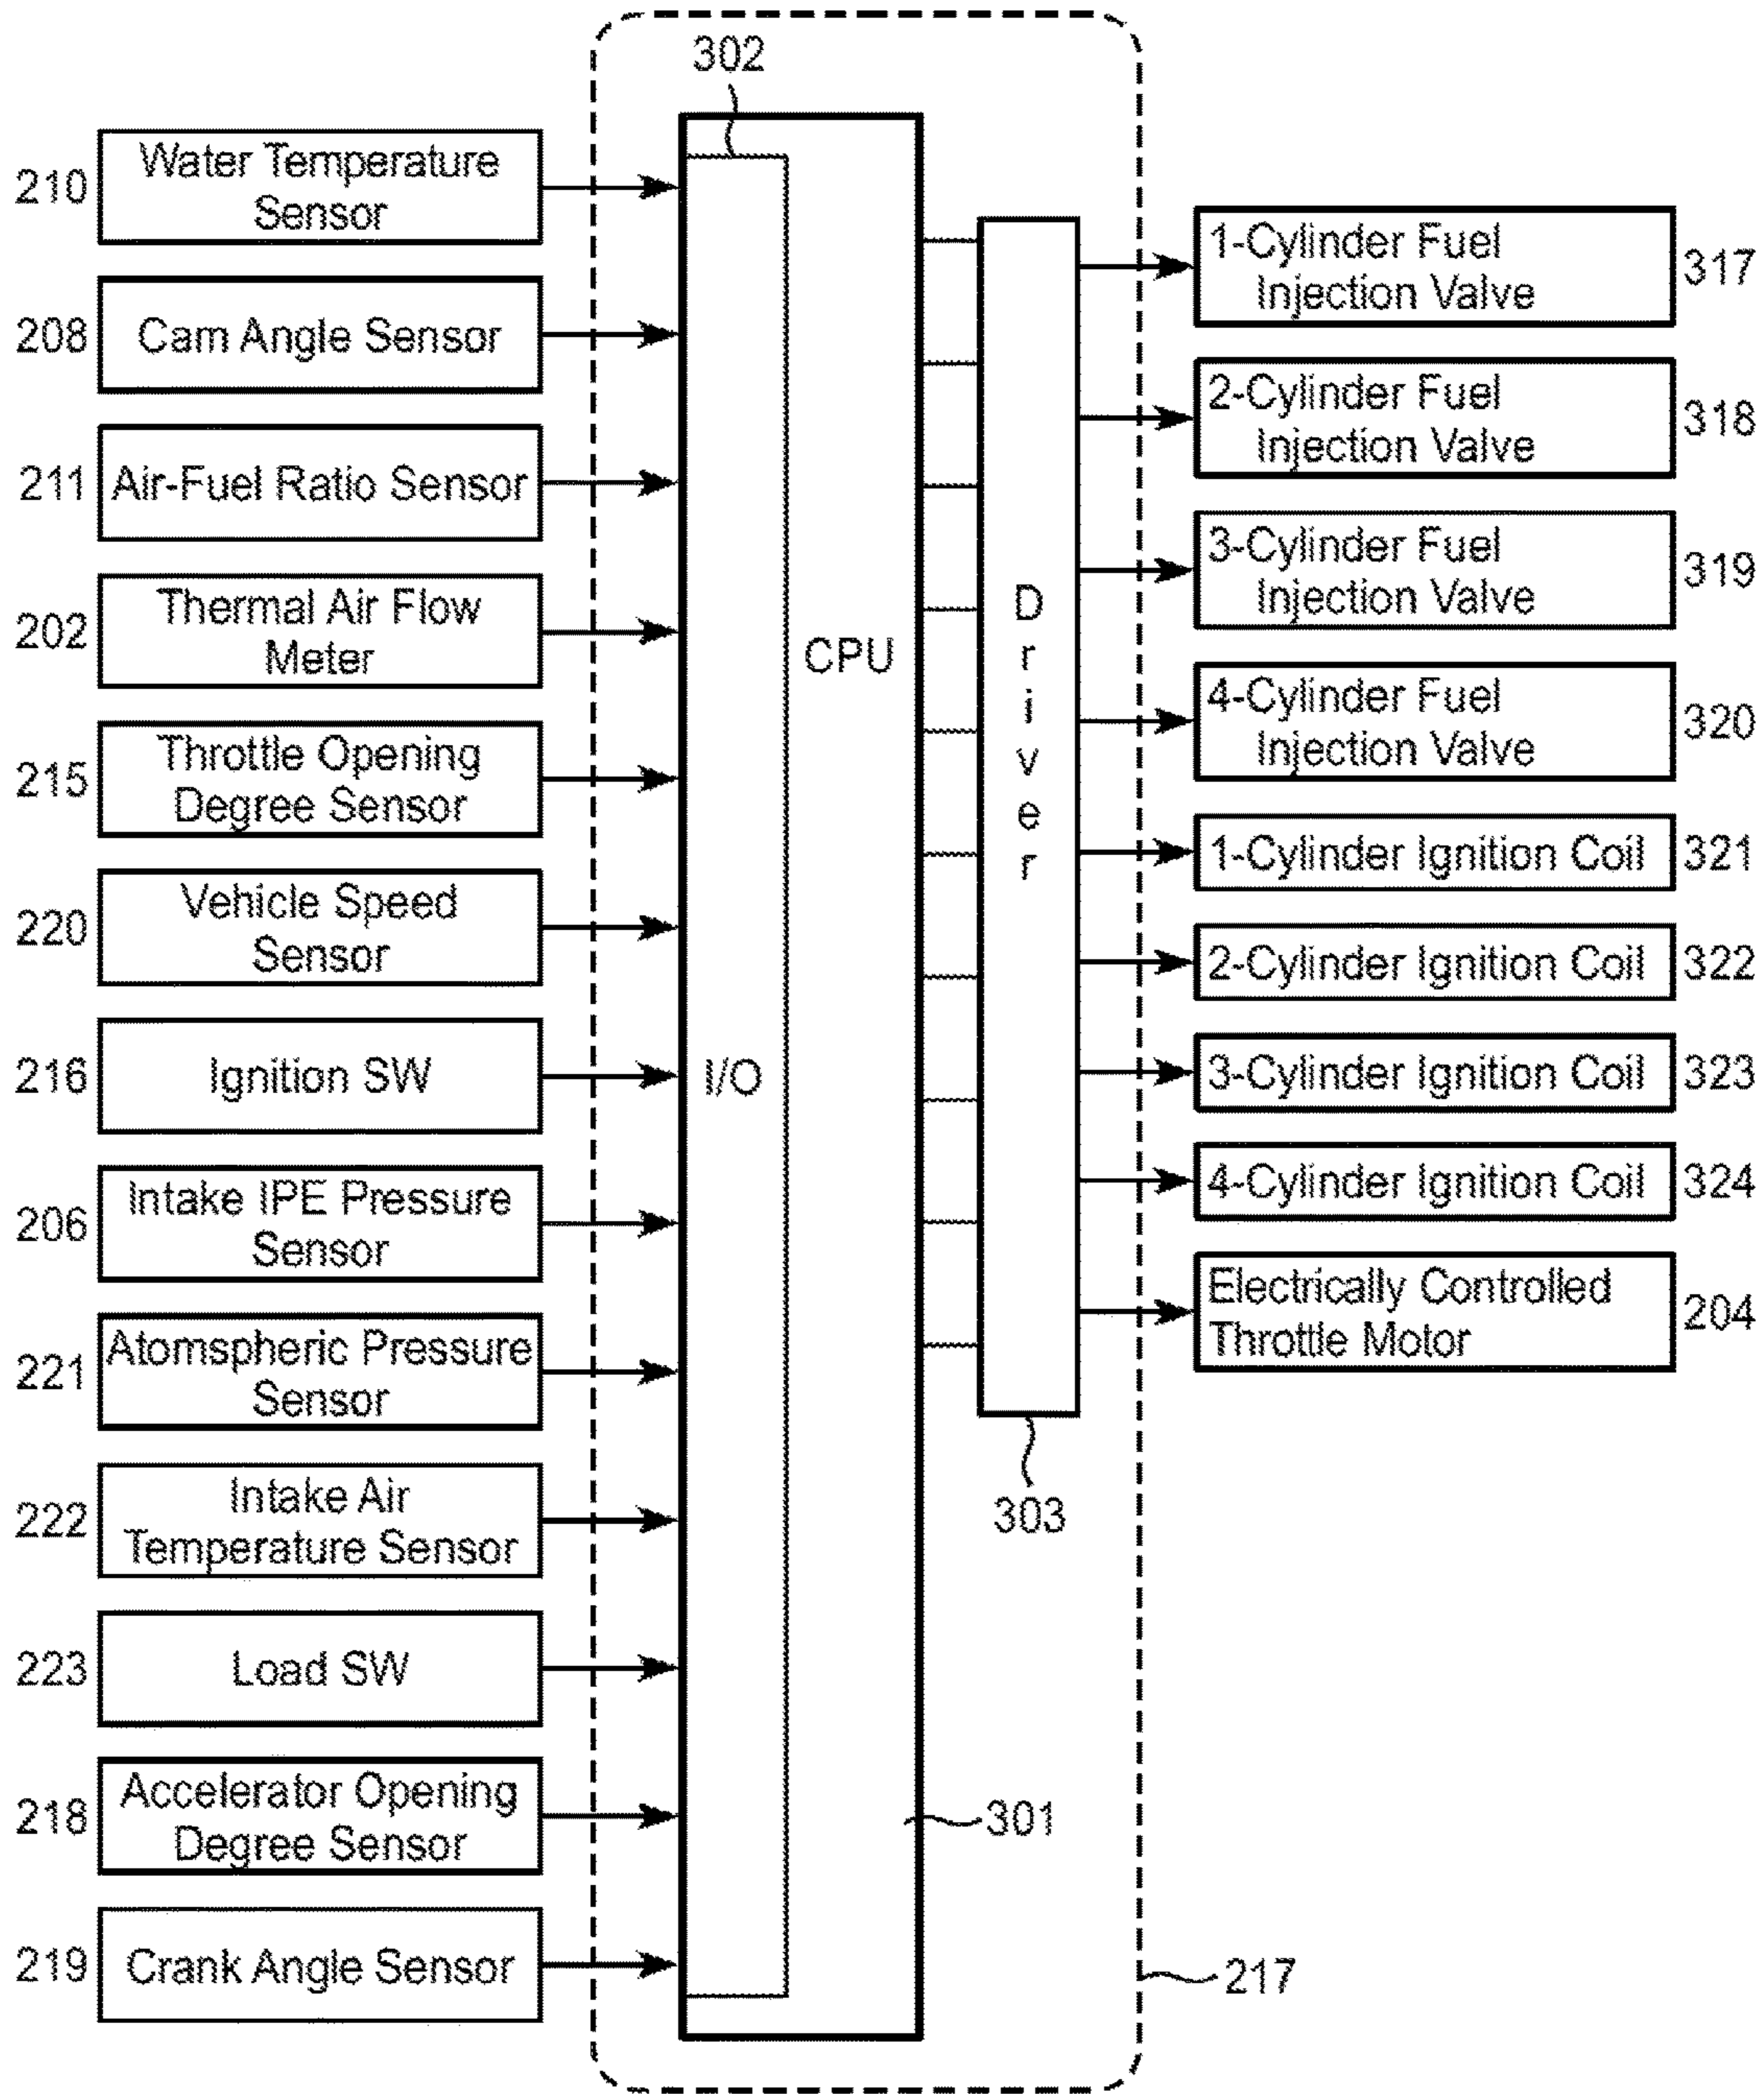 302
210
Water Temperature
Sensor
208
Cam Angle Sensor
211
Air-Fuel Ratio Sensor
202
Thermal Air Flow
Meter
215
Throttle Opening
Degree Sensor
220
Vehicle Speed
Sensor
216
Ignition SW
206
Intake IPE Pressure
Sensor
221
Atomspheric Pressure
Sensor
222
Intake Air
Temperature Sensor
223
Load SW
218
Accelerator Opening
Degree Sensor
219
Crank Angle Sensor
I/O
CPU
301
D
r
i
v
e
r
303
217
1-Cylinder Fuel
Injection Valve
317
2-Cylinder Fuel
Injection Valve
318
3-Cylinder Fuel
Injection Valve
319
4-Cylinder Fuel
Injection Valve
320
1-Cylinder Ignition Coil
321
2-Cylinder Ignition Coil
322
3-Cylinder Ignition Coil
323
4-Cylinder Ignition Coil
324
Electrically Controlled
Throttle Motor
204